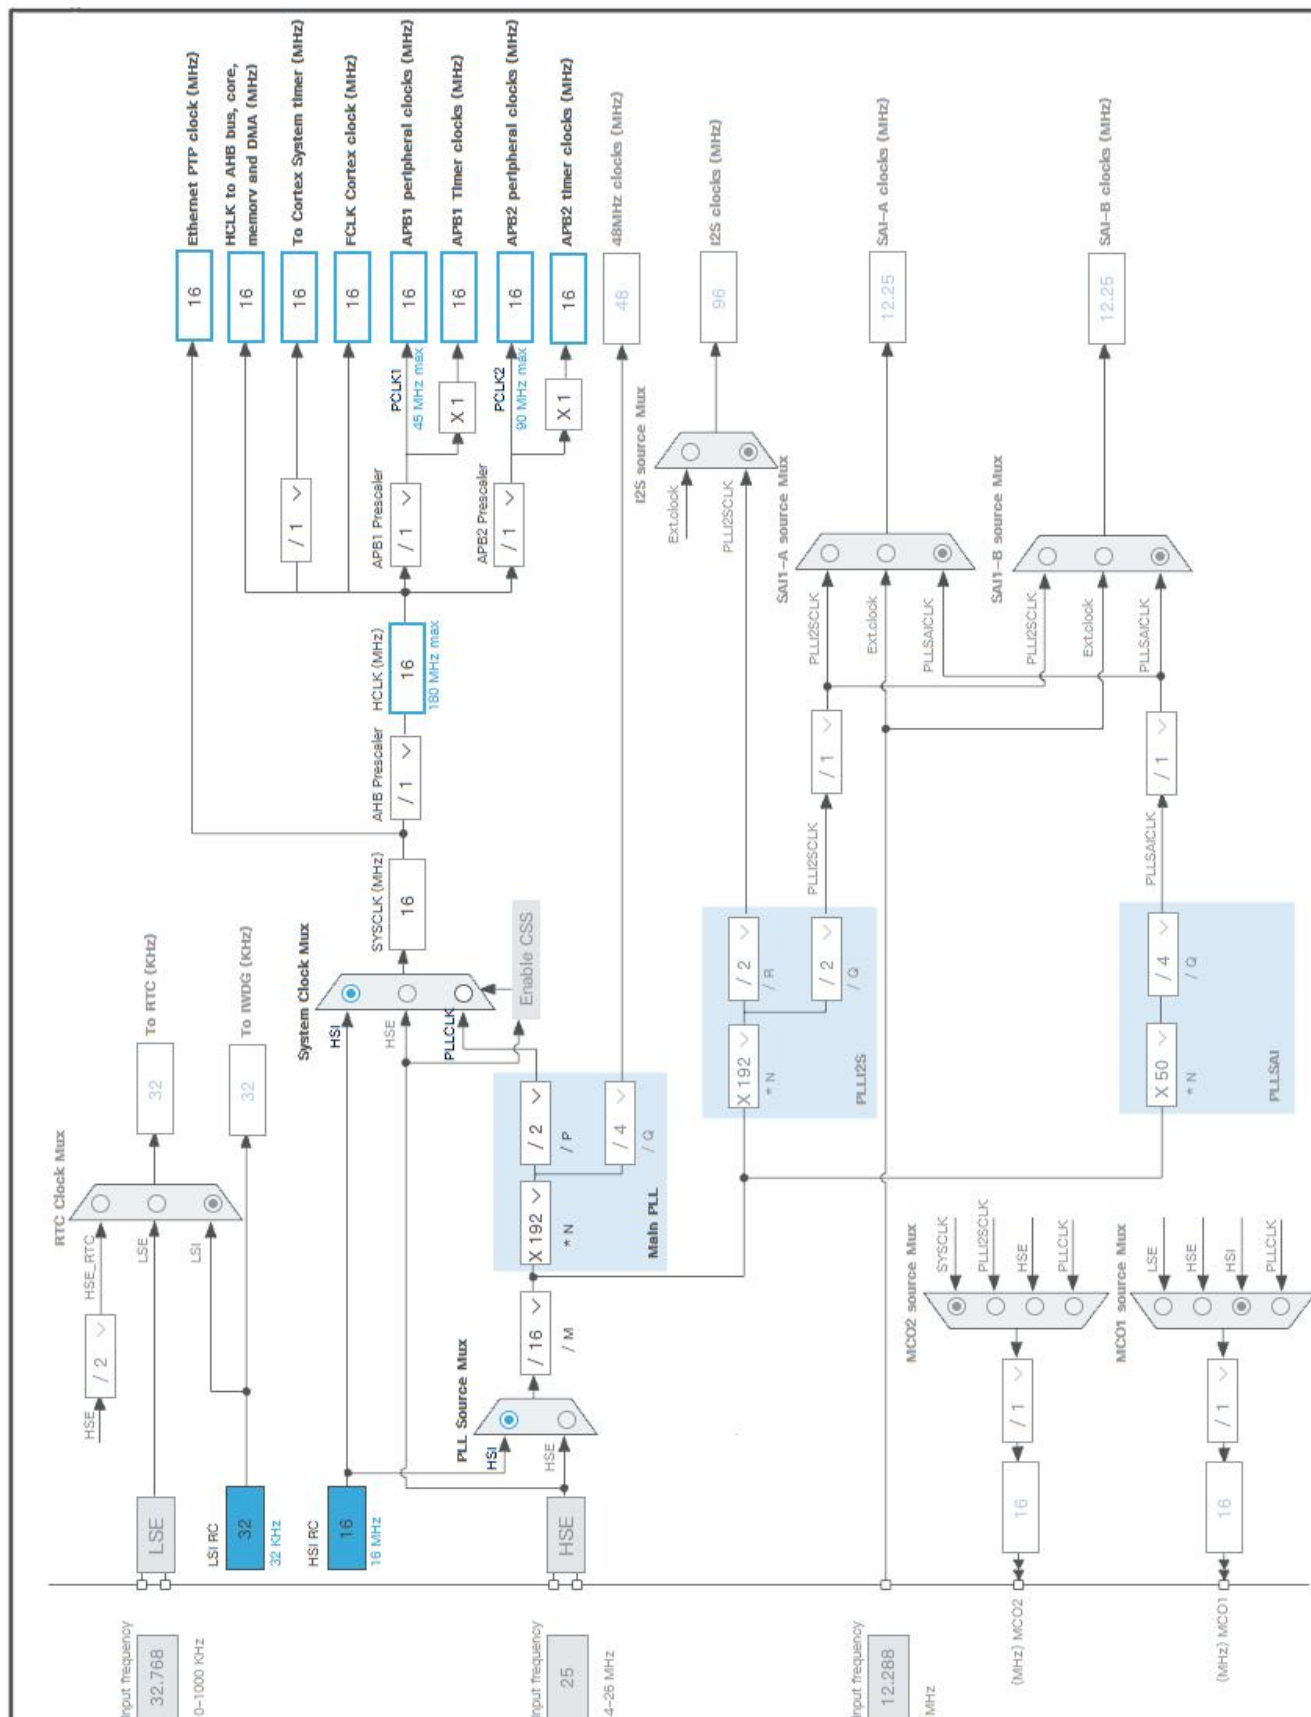 Input frequency
32.768
0-1000 KHz
LSE
HSE
/ 2
HSE_RTC
LSE
LSI
RTC Clock Mux
32
To RTC (KHz)
LSI RC
32
32 KHz
32
To IWDG (KHz)
HSI RC
16
16 MHz
System Clock Mux
HSI
HSE
PLLCLK
Enable CSS
SYSCLK (MHz)
16
AHB Prescaler
/ 1
HCLK (MHz)
16
180 MHz max
16
Ethernet PTP clock (MHz)
16
HCLK to AHB bus, core,
memory and DMA (MHz)
/ 1
16
To Cortex System timer (MHz)
16
FCLK Cortex clock (MHz)
APB1 Prescaler
/ 1
PCLK1
45 MHz max
16
APB1 peripheral clocks (MHz)
X 1
16
APB1 Timer clocks (MHz)
APB2 Prescaler
/ 1
PCLK2
90 MHz max
16
APB2 peripheral clocks (MHz)
X 1
16
APB2 timer clocks (MHz)
48
48MHz clocks (MHz)
Input frequency
25
4-26 MHz
HSE
PLL Source Mux
HSI
HSE
/ 16
/ M
X 192
* N
/ 2
/ P
/ 4
/ Q
Main PLL
X 192
* N
/ 2
/ R
/ 2
/ Q
PLLI2S
PLLI2SCLK
/ 1
I2S source Mux
Ext.clock
PLLI2SCLK
96
I2S clocks (MHz)
SAI1-A source Mux
PLLI2SCLK
Ext.clock
PLLSAICLK
12.25
SAI-A clocks (MHz)
SAI1-B source Mux
PLLI2SCLK
Ext.clock
PLLSAICLK
12.25
SAI-B clocks (MHz)
X 50
* N
/ 4
/ Q
PLLSAI
PLLSAICLK
/ 1
Input frequency
12.288
MHz
MCO2 source Mux
SYSCLK
PLLI2SCLK
HSE
PLLCLK
/ 1
16
(MHz) MCO2
MCO1 source Mux
LSE
HSE
HSI
PLLCLK
/ 1
16
(MHz) MCO1